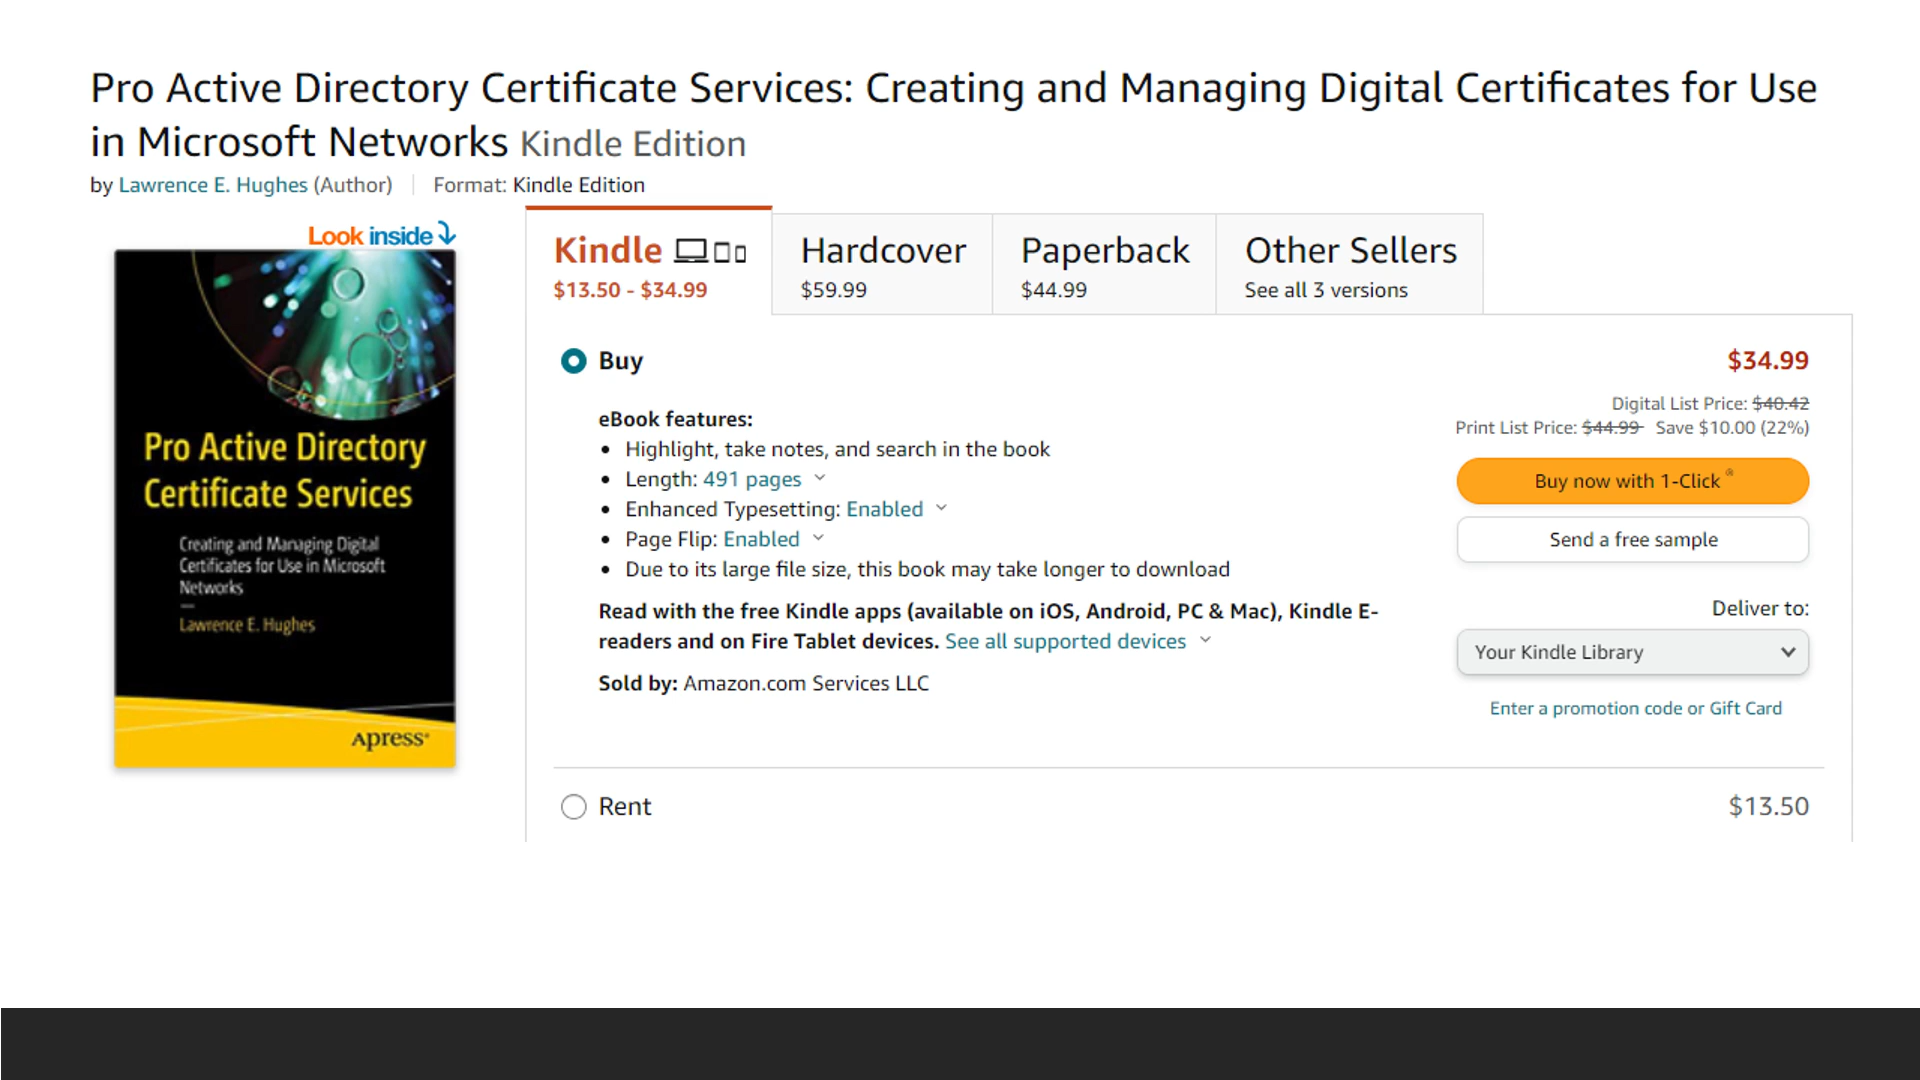 Pro Active Directory Certificate Services: Creating and Managing Digital Certificates for Use
in Microsoft Networks Kindle Edition
by Lawrence E. Hughes (Author) Format: Kindle Edition
Look inside
Pro Active Directory
Certificate Services
Creating and Managing Digital
Certificates for Use in Microsoft
Networks
—
Lawrence E. Hughes
Apress®
Kindle
$13.50 - $34.99
Hardcover
$59.99
Paperback
$44.99
Other Sellers
See all 3 versions
Buy
$34.99
eBook features:
• Highlight, take notes, and search in the book
• Length: 491 pages
• Enhanced Typesetting: Enabled
• Page Flip: Enabled
• Due to its large file size, this book may take longer to download
Read with the free Kindle apps (available on iOS, Android, PC & Mac), Kindle E-
readers and on Fire Tablet devices. See all supported devices
Sold by: Amazon.com Services LLC
Digital List Price: $40.42
Print List Price: $44.99 Save $10.00 (22%)
Buy now with 1-Click ®
Send a free sample
Deliver to:
Your Kindle Library
Enter a promotion code or Gift Card
Rent
$13.50